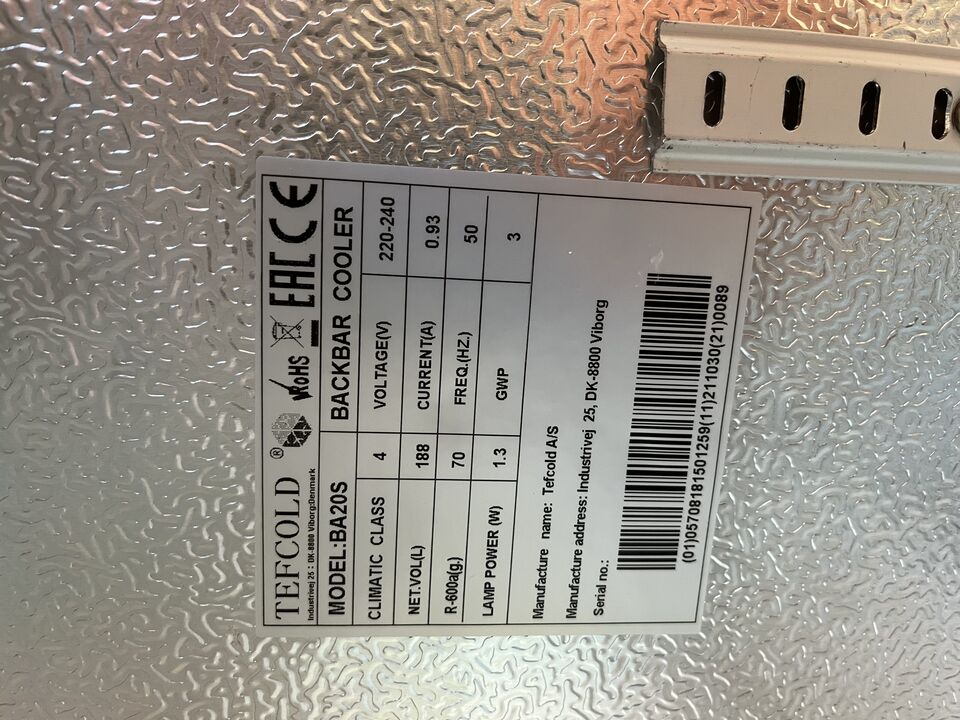 TEFCOLD ® RoHS EAC CE
Industrivej 25 : DK-8800 Viborg:Denmark
MODEL:BA20S BACKBAR COOLER
CLIMATIC CLASS 4 VOLTAGE(V) 220-240
NET.VOL(L) 188 CURRENT(A) 0.93
R-600a(g.) 70 FREQ.(HZ.) 50
LAMP POWER (W) 1.3 GWP 3
Manufacture name: Tefcold A/S
Manufacture address: Industrivej 25, DK-8800 Viborg
Serial no.:
(01)05708181501259(11)211030(21)0089